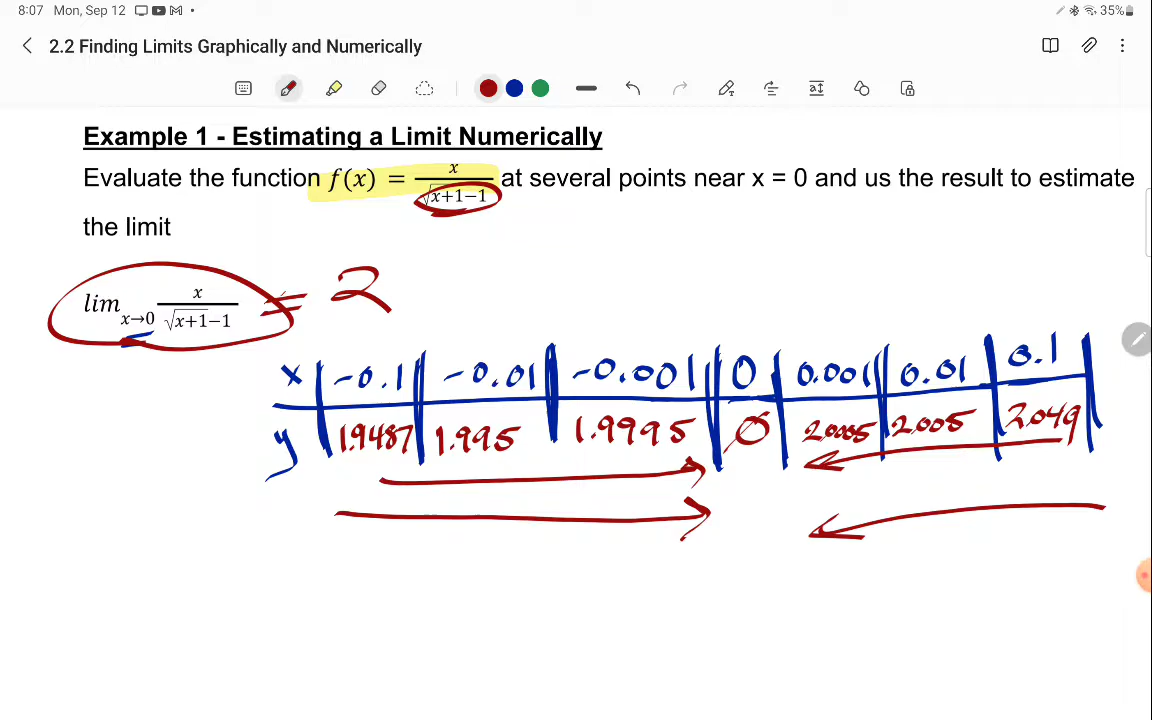 8:07 Mon, Sep 12 35%
2.2 Finding Limits Graphically and Numerically
Example 1 - Estimating a Limit Numerically
Evaluate the function f(x) = x/√(x+1−1) at several points near x = 0 and us the result to estimate
the limit
lim x→0 x/(√(x+1)−1) = 2
x -0.1 -0.01 -0.001 0 0.001 0.01 0.1
y 1.9487 1.995 1.9995 ∅ 2.0005 2.005 2.049